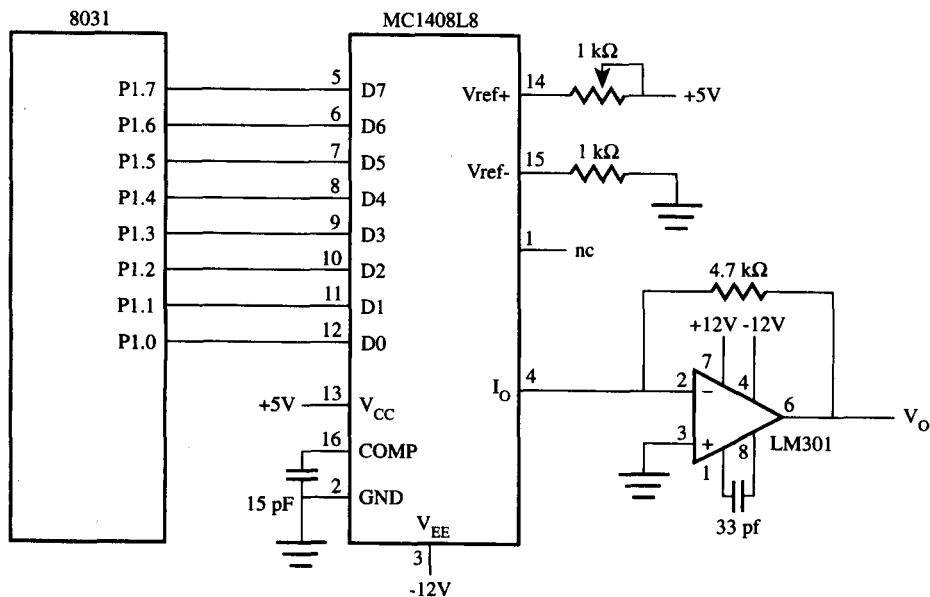 8031
MC1408L8
P1.7 5 D7
P1.6 6 D6
P1.5 7 D5
P1.4 8 D4
P1.3 9 D3
P1.2 10 D2
P1.1 11 D1
P1.0 12 D0
+5V 13 VCC
16 COMP
15 pF
2 GND
VEE
3
-12V
Vref+ 14 1 kΩ +5V
Vref- 15 1 kΩ
1 nc
4.7 kΩ
+12V -12V
IO 4
2 − 7 4 6 VO
3 + 1 8 LM301
33 pf